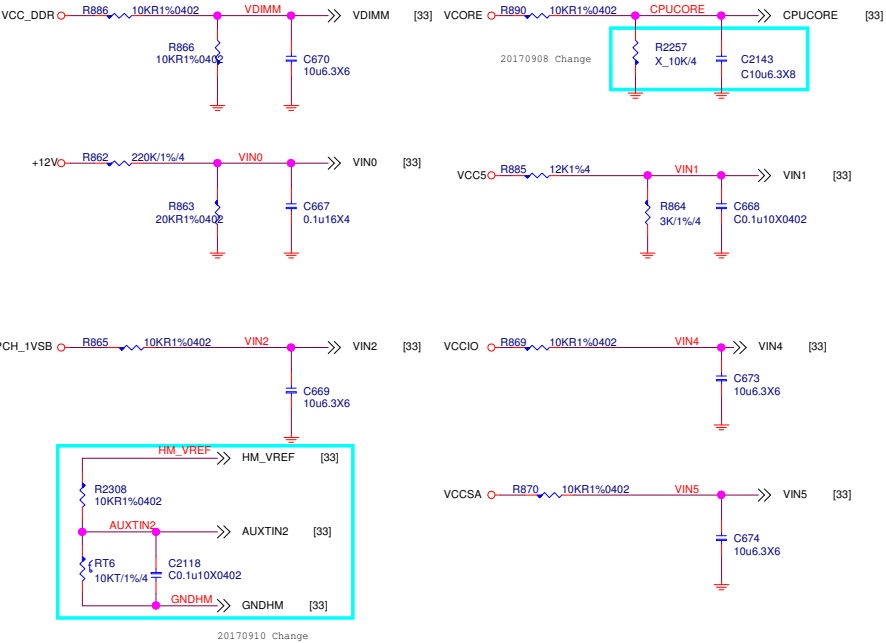 VCC_DDR R886 10KR1%0402 VDIMM VDIMM [33]
R866
10KR1%0402
C670
10u6.3X6
VCORE R890 10KR1%0402 CPUCORE CPUCORE [33]
20170908 Change
R2257
X_10K/4
C2143
C10u6.3X8
+12V R862 220K/1%/4 VIN0 VIN0 [33]
R863
20KR1%0402
C667
0.1u16X4
VCC5 R885 12K1%4 VIN1 VIN1 [33]
R864
3K/1%/4
C668
C0.1u10X0402
PCH_1VSB R865 10KR1%0402 VIN2 VIN2 [33]
C669
10u6.3X6
VCCIO R869 10KR1%0402 VIN4 VIN4 [33]
C673
10u6.3X6
HM_VREF HM_VREF [33]
R2308
10KR1%0402
AUXTIN2 AUXTIN2 [33]
RT6
10KT/1%/4
C2118
C0.1u10X0402
GNDHM GNDHM [33]
20170910 Change
VCCSA R870 10KR1%0402 VIN5 VIN5 [33]
C674
10u6.3X6